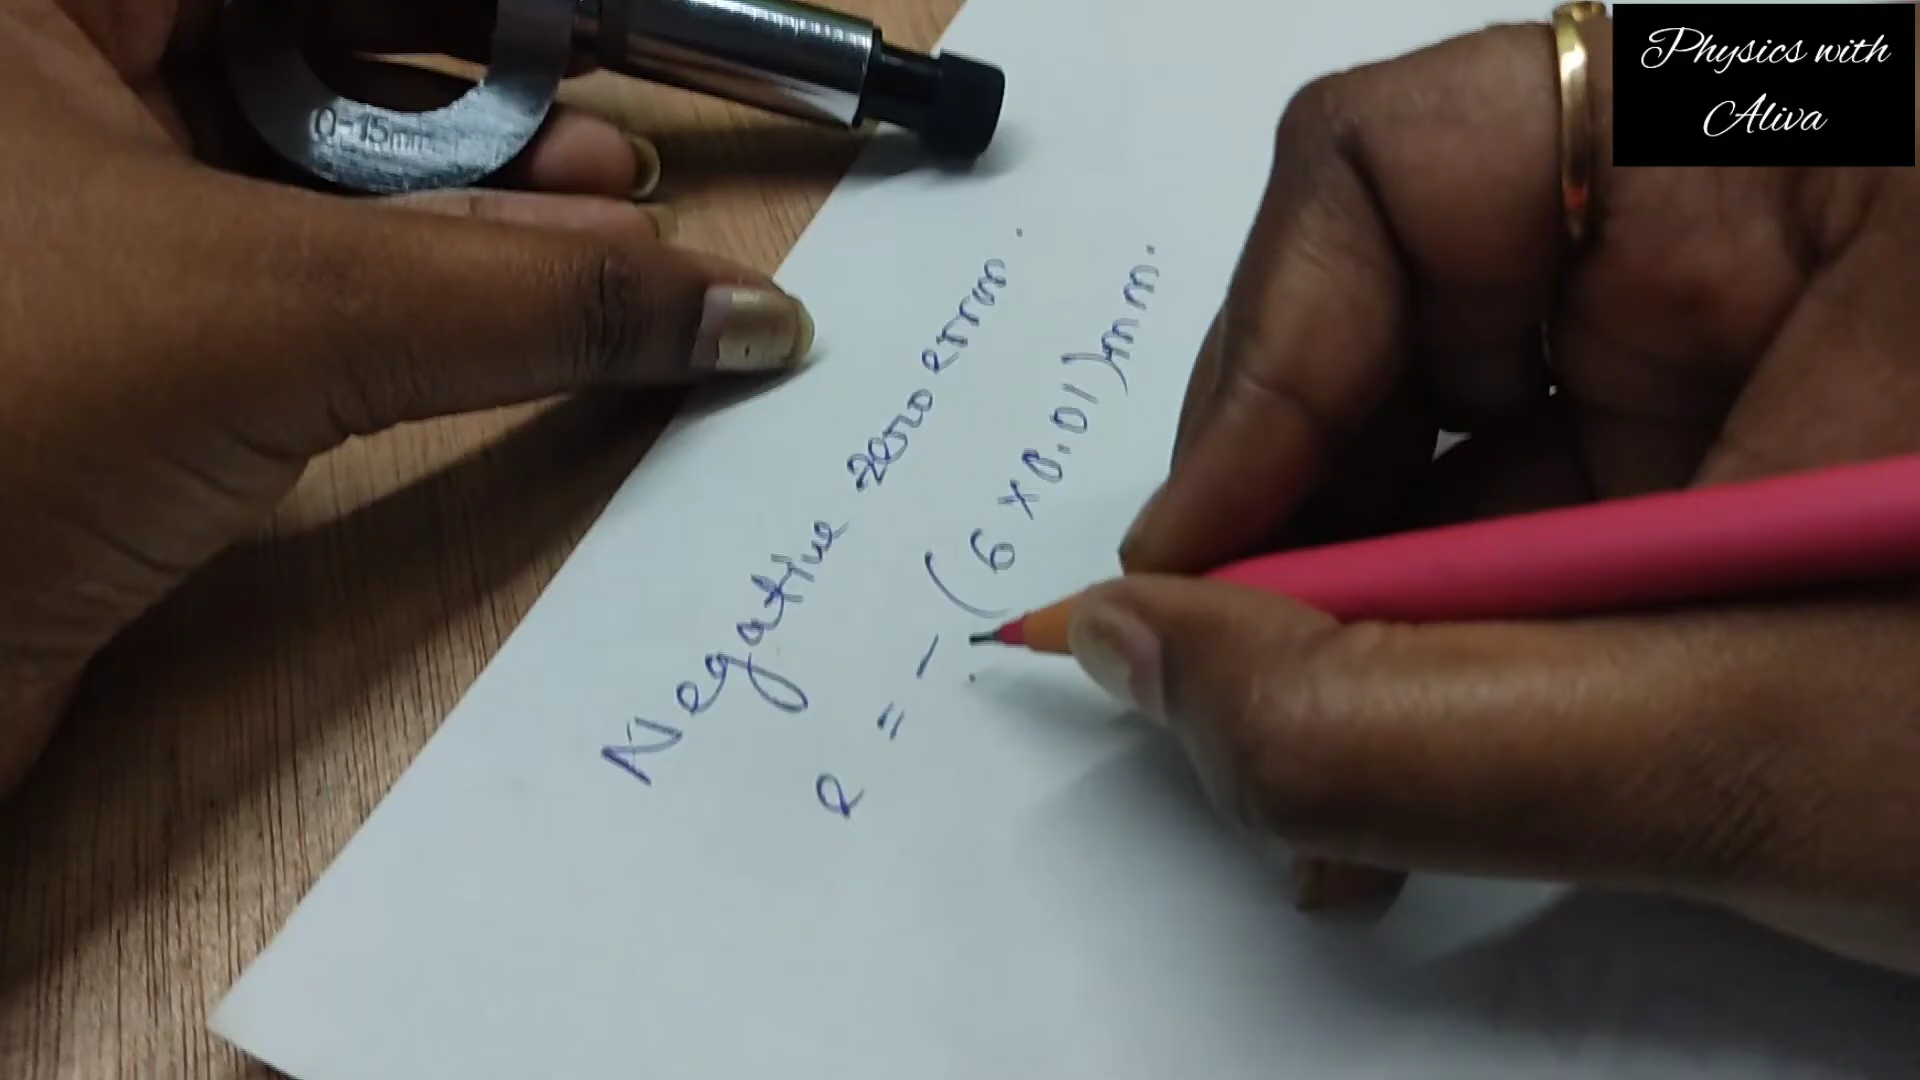 Physics with
Aliva
0-15mm
Negative zero error.
e = - (6 × 0.01) mm.